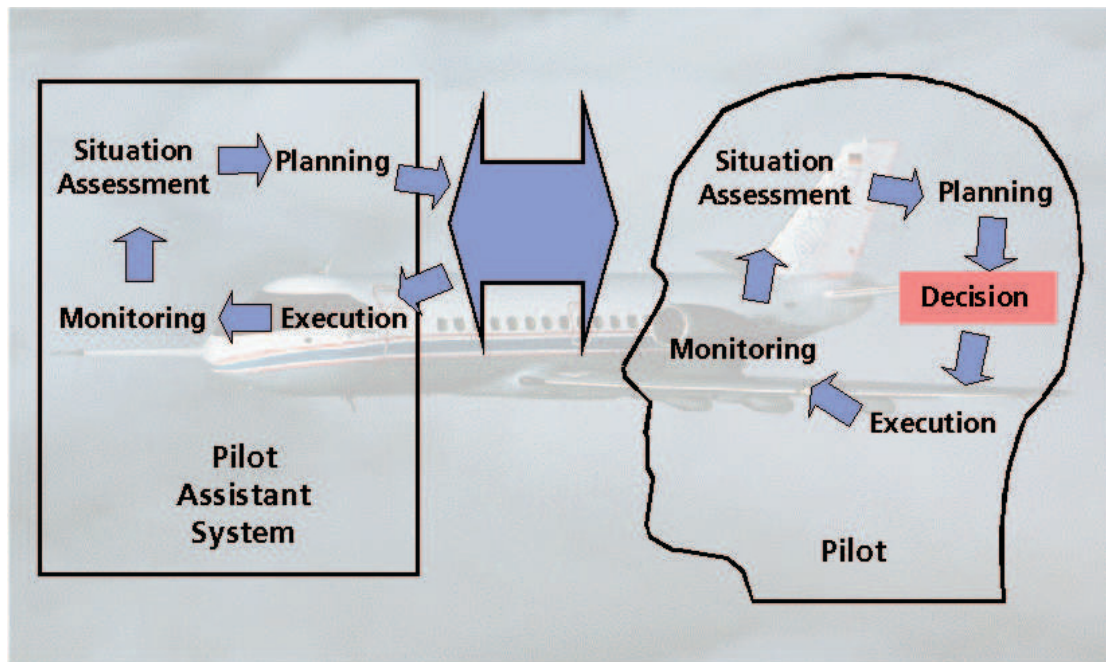 Situation
Assessment
Planning
Monitoring
Execution
Pilot
Assistant
System
Situation
Assessment
Planning
Decision
Monitoring
Execution
Pilot